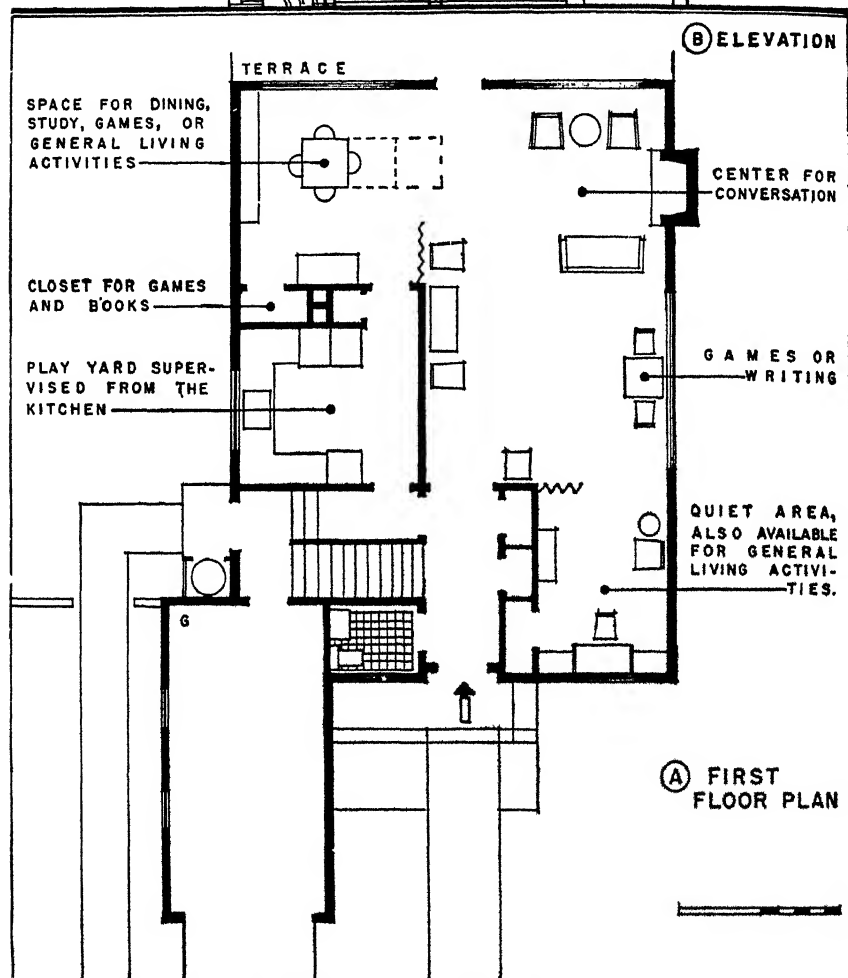 B ELEVATION
TERRACE
SPACE FOR DINING,
STUDY, GAMES, OR
GENERAL LIVING
ACTIVITIES
CENTER FOR
CONVERSATION
CLOSET FOR GAMES
AND BOOKS
GAMES OR
WRITING
PLAY YARD SUPER-
VISED FROM THE
KITCHEN
QUIET AREA,
ALSO AVAILABLE
FOR GENERAL
LIVING ACTIVI-
TIES.
G
A FIRST
FLOOR PLAN